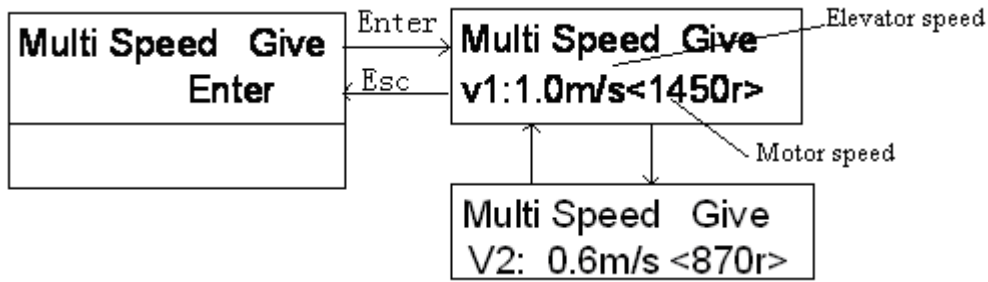 Multi Speed Give
Enter
Enter
Esc
Multi Speed Give
v1:1.0m/s<1450r>
Elevator speed
Motor speed
Multi Speed Give
V2: 0.6m/s <870r>